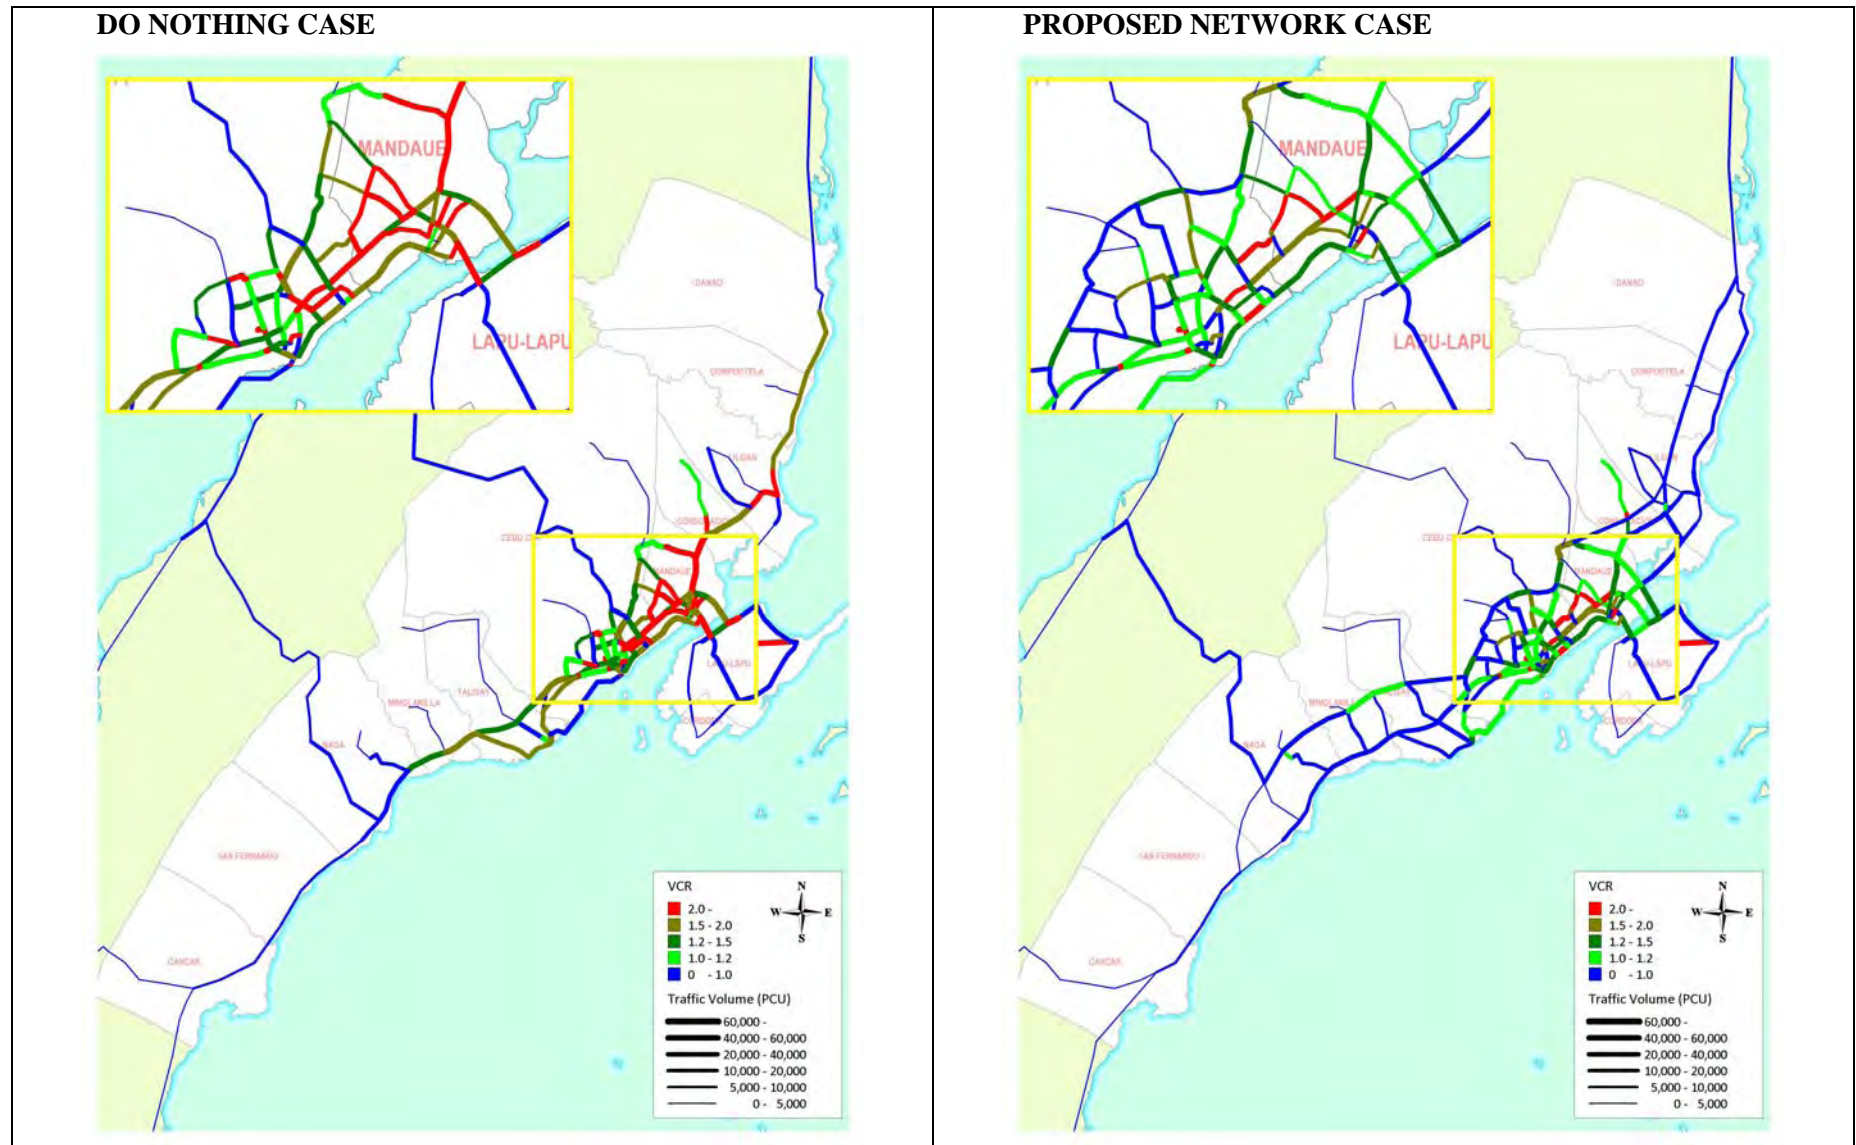 DO NOTHING CASE
MANDAUE
LAPU-LAPU
DANAO
COMPOSTELA
LILOAN
MANDAUE
LAPU-LAPU
CORDOVA
TALISAY
MINGLANILLA
NAGA
SAN FERNANDO
CARCAR
VCR
2.0 -
1.5 - 2.0
1.2 - 1.5
1.0 - 1.2
0 - 1.0
N
W E
S
Traffic Volume (PCU)
60,000 -
40,000 - 60,000
20,000 - 40,000
10,000 - 20,000
5,000 - 10,000
0 - 5,000
PROPOSED NETWORK CASE
MANDAUE
LAPU-LAPU
DANAO
COMPOSTELA
MANDAUE
LAPU-LAPU
CORDOVA
MINGLANILLA
NAGA
SAN FERNANDO
CARCAR
VCR
2.0 -
1.5 - 2.0
1.2 - 1.5
1.0 - 1.2
0 - 1.0
N
W E
S
Traffic Volume (PCU)
60,000 -
40,000 - 60,000
20,000 - 40,000
10,000 - 20,000
5,000 - 10,000
0 - 5,000